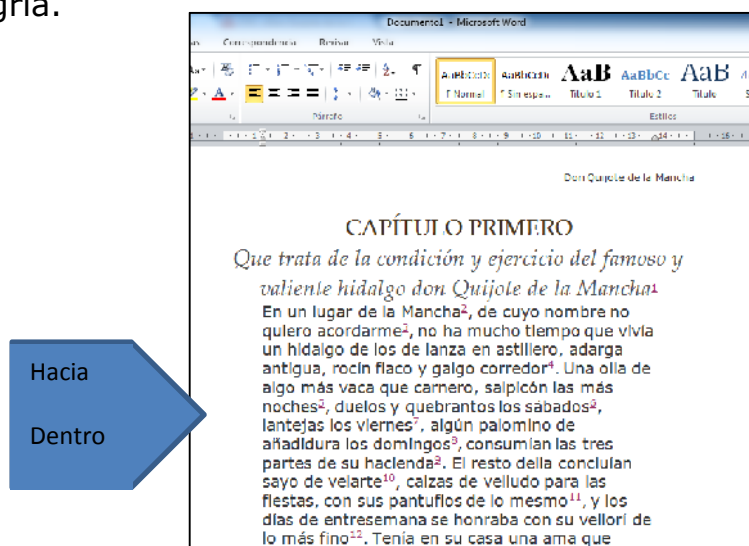 gría.
Documento1 - Microsoft Word
Correspondencia Revisar Vista
AaBbCcDc AaBbCcDc AaB AaBbCc AaB
¶ Normal ¶ Sin espa... Título 1 Título 2 Título
Párrafo Estilos
Don Quijote de la Mancha
CAPÍTULO PRIMERO
Que trata de la condición y ejercicio del famoso y
valiente hidalgo don Quijote de la Mancha1
En un lugar de la Mancha2, de cuyo nombre no
quiero acordarme3, no ha mucho tiempo que vivía
un hidalgo de los de lanza en astillero, adarga
antigua, rocín flaco y galgo corredor4. Una olla de
algo más vaca que carnero, salpicón las más
noches5, duelos y quebrantos los sábados6,
lantejas los viernes7, algún palomino de
añadidura los domingos8, consumían las tres
partes de su hacienda9. El resto della concluían
sayo de velarte10, calzas de velludo para las
fiestas, con sus pantuflos de lo mesmo11, y los
días de entresemana se honraba con su vellorí de
lo más fino12. Tenía en su casa una ama que
Hacia
Dentro